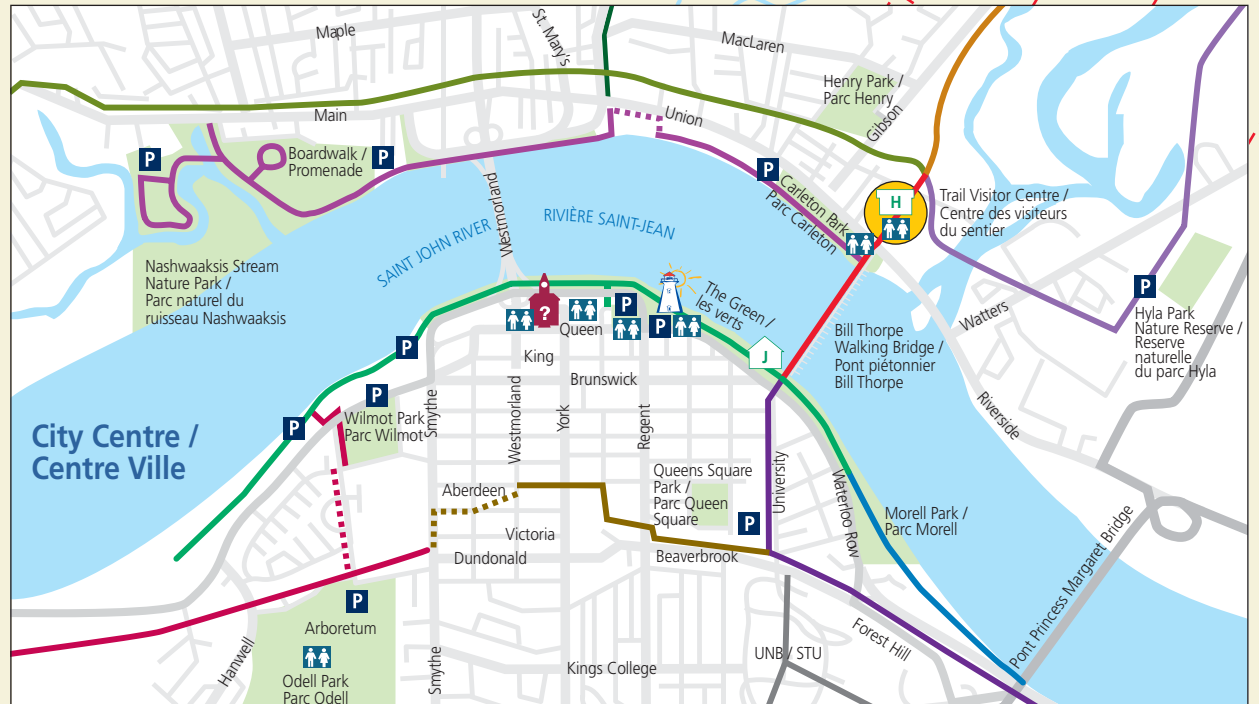 Maple
St. Mary's
MacLaren
Henry Park /
Parc Henry
Gibson
Main
Union
P
Boardwalk /
Promenade
P
P
Carleton Park
Parc Carleton
H
Trail Visitor Centre /
Centre des visiteurs
du sentier
Westmorland
SAINT JOHN RIVER
RIVIÈRE SAINT-JEAN
Nashwaaksis Stream
Nature Park /
Parc naturel du
ruisseau Nashwaaksis
?
Queen
P
P
The Green /
les verts
J
P
Hyla Park
Nature Reserve /
Reserve
naturelle
du parc Hyla
Watters
Bill Thorpe
Walking Bridge /
Pont piétonnier
Bill Thorpe
P
King
Brunswick
P
Wilmot Park
Parc Wilmot
P
Smythe
Westmorland
York
Regent
Riverside
City Centre /
Centre Ville
Queens Square
Park /
Parc Queen
Square
P
University
Waterloo Row
Aberdeen
Victoria
Dundonald
Beaverbrook
Morell Park /
Parc Morell
Pont Princess Margaret Bridge
P
Arboretum
Hanwell
Odell Park
Parc Odell
Smythe
Kings College
UNB / STU
Forest Hill